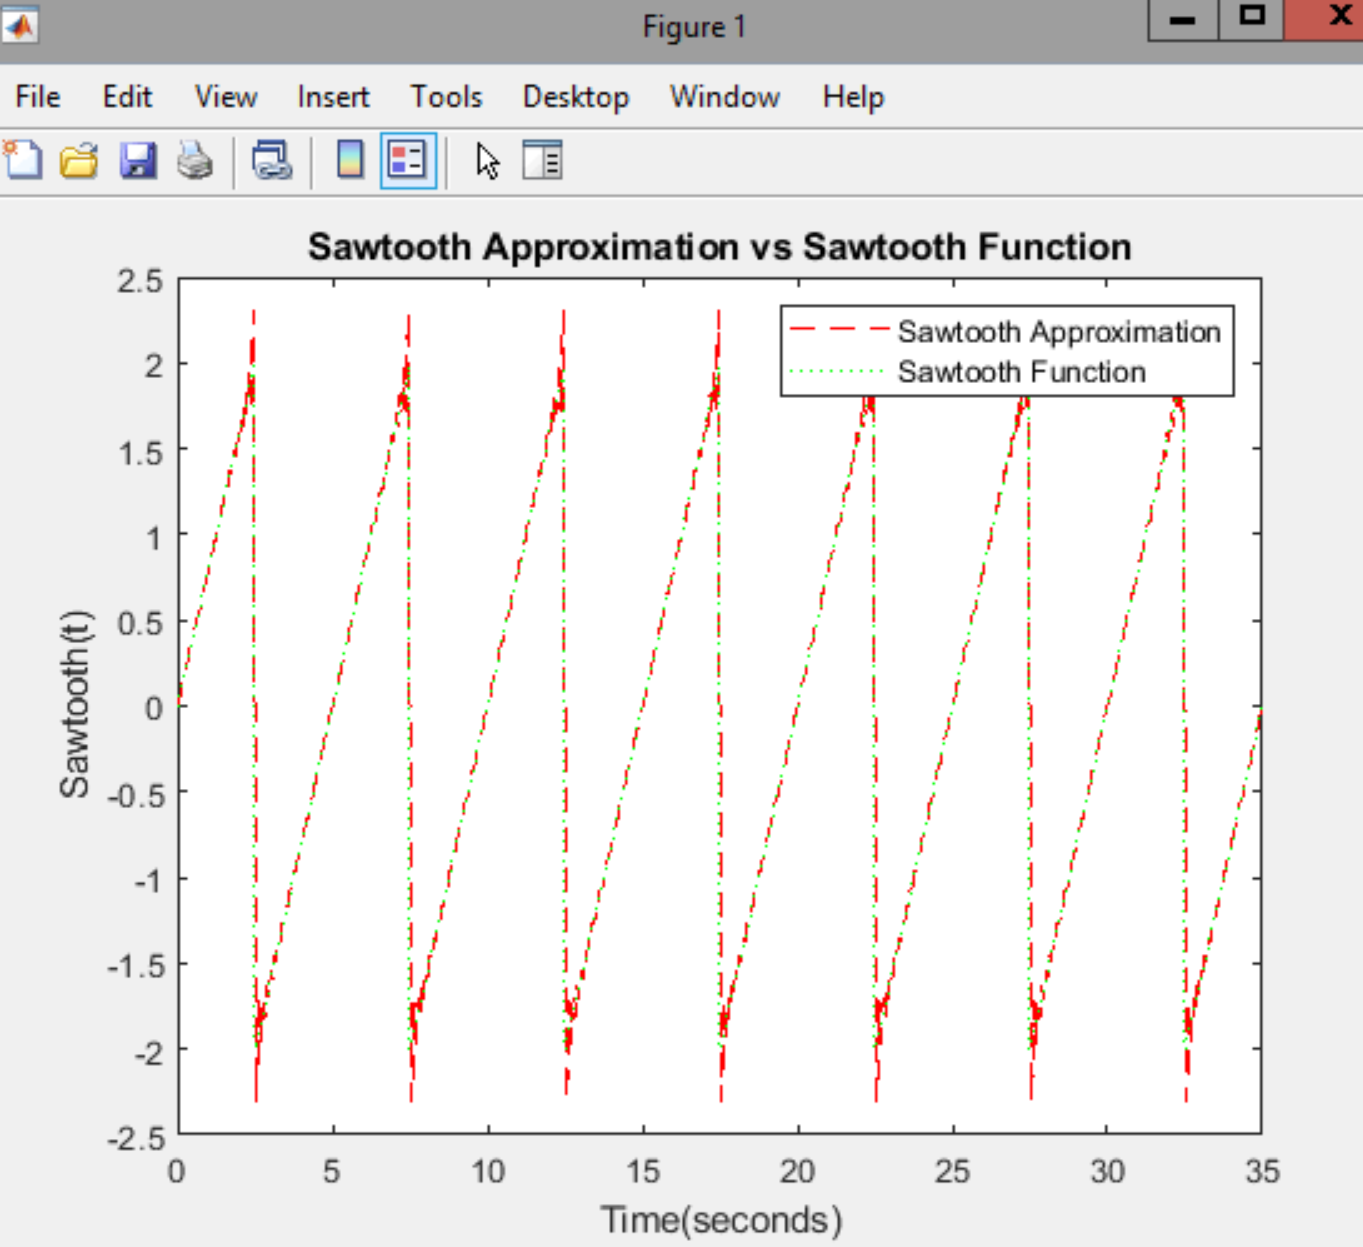 Figure 1
File Edit View Insert Tools Desktop Window Help
Sawtooth Approximation vs Sawtooth Function
Sawtooth Approximation
Sawtooth Function
2.5
2
1.5
1
0.5
0
-0.5
-1
-1.5
-2
-2.5
Sawtooth(t)
0 5 10 15 20 25 30 35
Time(seconds)